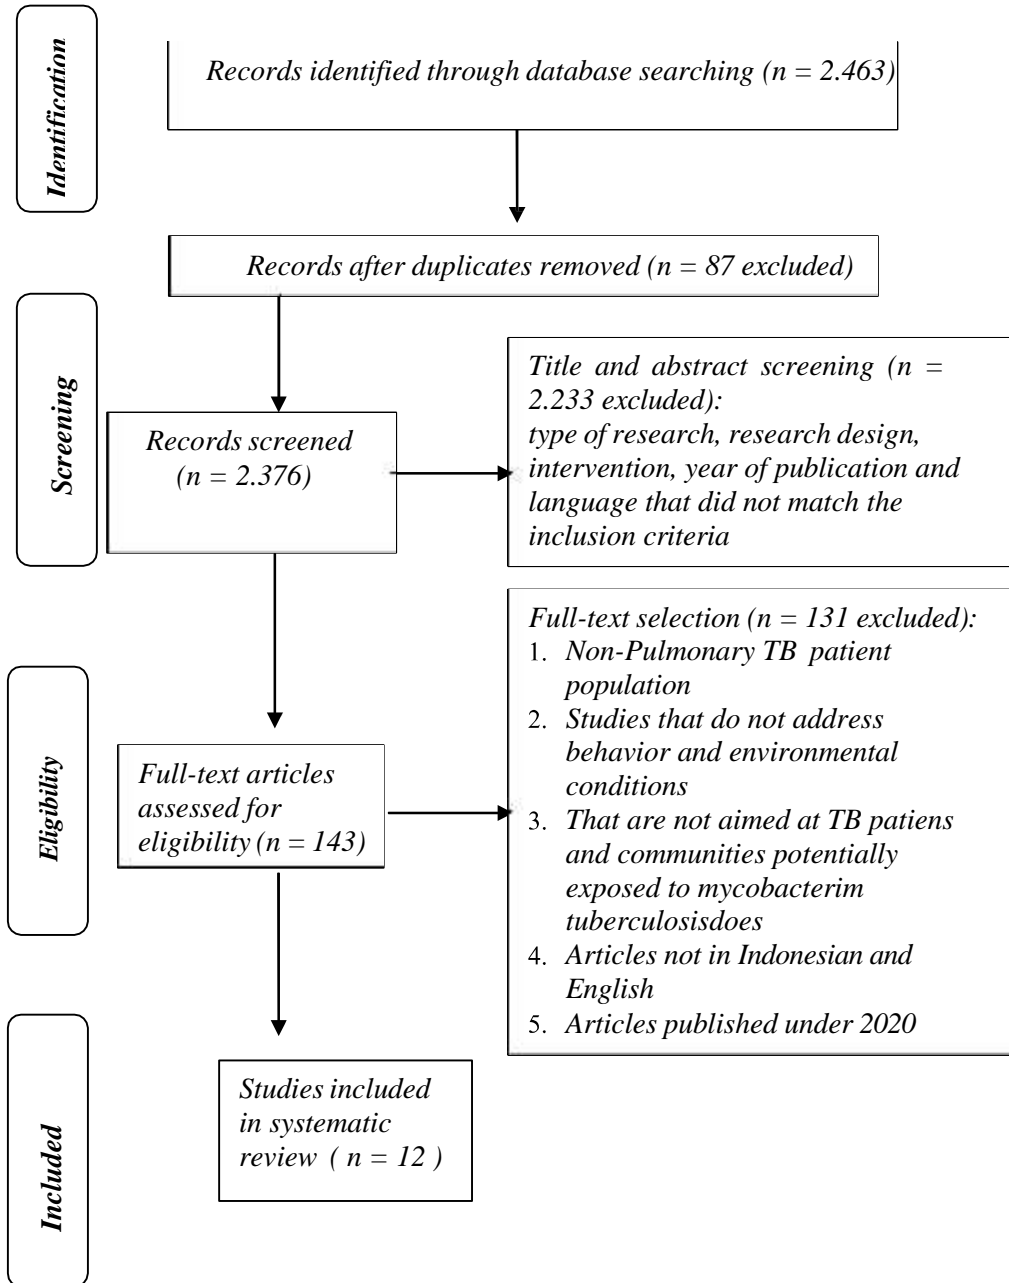 Identification
Records identified through database searching (n = 2.463)
Records after duplicates removed (n = 87 excluded)
Screening
Records screened
(n = 2.376)
Title and abstract screening (n =
2.233 excluded):
type of research, research design,
intervention, year of publication and
language that did not match the
inclusion criteria
Eligibility
Full-text articles
assessed for
eligibility (n = 143)
Full-text selection (n = 131 excluded):
1. Non-Pulmonary TB patient
population
2. Studies that do not address
behavior and environmental
conditions
3. That are not aimed at TB patiens
and communities potentially
exposed to mycobacterim
tuberculosisdoes
4. Articles not in Indonesian and
English
5. Articles published under 2020
Included
Studies included
in systematic
review ( n = 12 )